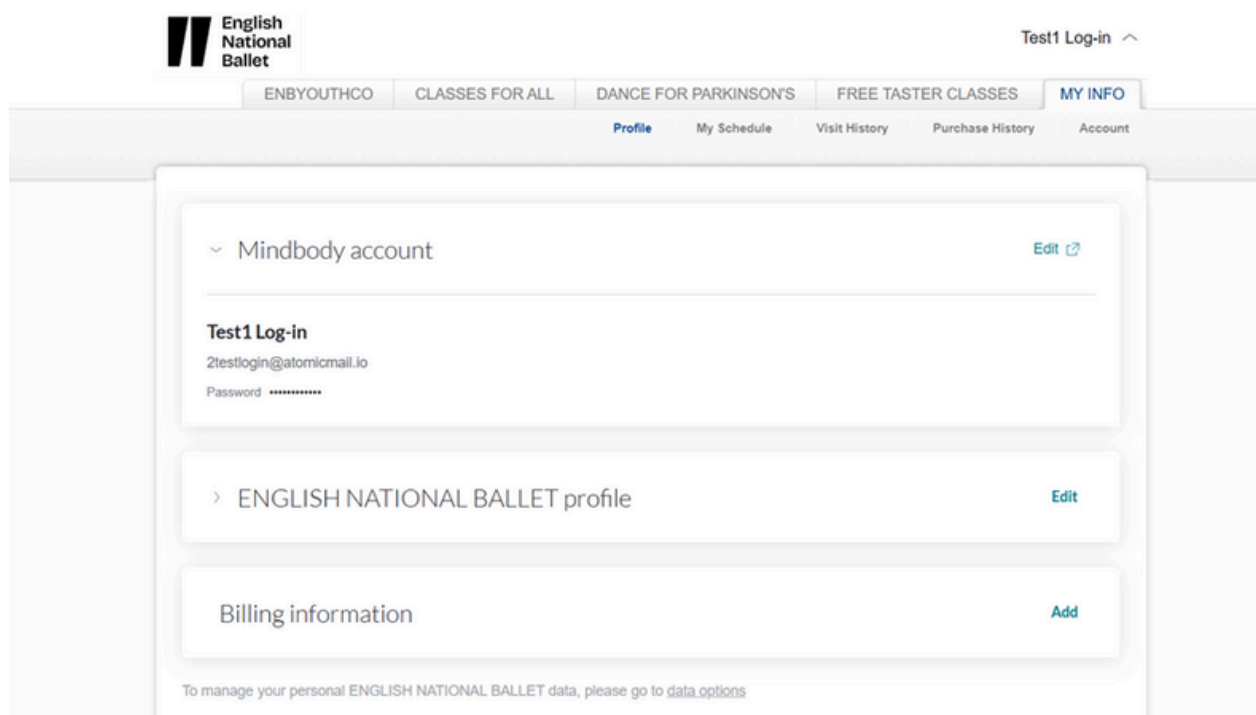 English
National
Ballet
Test1 Log-in
ENBYOUTHCO CLASSES FOR ALL DANCE FOR PARKINSON'S FREE TASTER CLASSES MY INFO
Profile My Schedule Visit History Purchase History Account
Mindbody account Edit
Test1 Log-in
2testlogin@atomicmail.io
Password ••••••••••••
ENGLISH NATIONAL BALLET profile Edit
Billing information Add
To manage your personal ENGLISH NATIONAL BALLET data, please go to data options